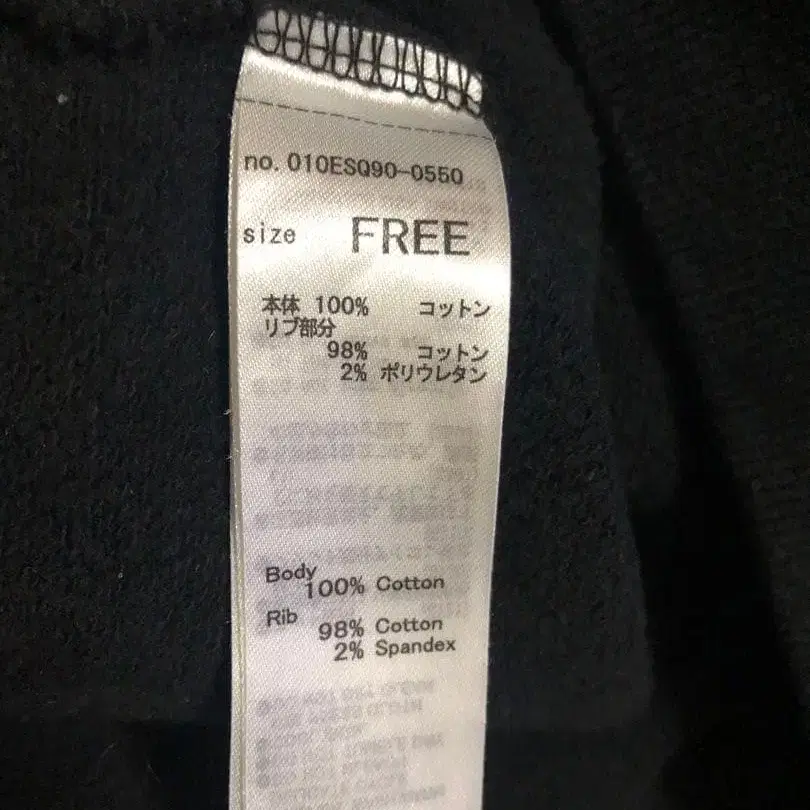 no. 010ESQ90-0550
size FREE
本体 100% コットン
リブ部分
98% コットン
2% ポリウレタン
Body
100% Cotton
Rib
98% Cotton
2% Spandex